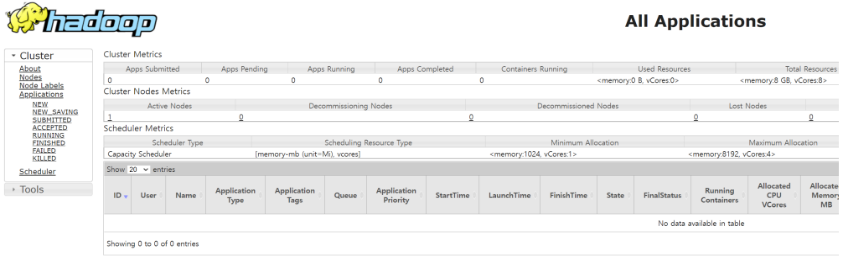 hadoop
All Applications
Cluster
About
Nodes
Node Labels
Applications
NEW
NEW_SAVING
SUBMITTED
ACCEPTED
RUNNING
FINISHED
FAILED
KILLED
Scheduler
Tools
Cluster Metrics
Apps Submitted Apps Pending Apps Running Apps Completed Containers Running Used Resources Total Resources
0 0 0 0 0 <memory:0 B, vCores:0> <memory:8 GB, vCores:8>
Cluster Nodes Metrics
Active Nodes Decommissioning Nodes Decommissioned Nodes Lost Nodes
1 0 0 0 0
Scheduler Metrics
Scheduler Type Scheduling Resource Type Minimum Allocation Maximum Allocation
Capacity Scheduler [memory-mb (unit=Mi), vcores] <memory:1024, vCores:1> <memory:8192, vCores:4>
Show 20 entries
ID User Name Application Type Application Tags Queue Application Priority StartTime LaunchTime FinishTime State FinalStatus Running Containers Allocated CPU VCores Allocate Memory MB
No data available in table
Showing 0 to 0 of 0 entries